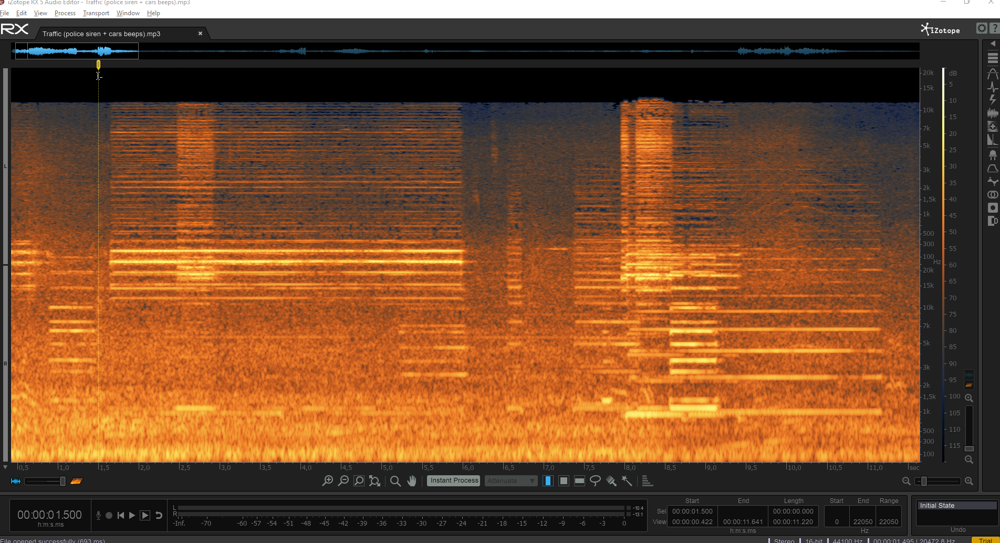 iZotope RX 5 Audio Editor - Traffic (police siren + cars beeps).mp3
File Edit View Process Transport Window Help
RX
Traffic (police siren + cars beeps).mp3 ×
iZotope
?
20k
15k
10k
7k
5k
3k
2k
1,5k
1k
500
300
100
Hz
20k
15k
10k
7k
5k
3k
2k
1,5k
1k
500
300
100
dB
5
10
15
20
25
30
35
40
45
50
55
60
65
70
75
80
85
90
95
100
105
110
115
L
R
0,5 1,0 1,5 2,0 2,5 3,0 3,5 4,0 4,5 5,0 5,5 6,0 6,5 7,0 7,5 8,0 8,5 9,0 9,5 10,0 10,5 11,0 sec
Instant Process Attenuate
00:00:01.500
h:m:s.ms
L
R
-10.4
-13.1
-Inf. -70 -60 -57 -54 -51 -48 -45 -42 -39 -36 -33 -30 -27 -24 -21 -18 -15 -12 -9 -6 -3 0
Start End Length Start End Range
Sel 00:00:01.500 00:00:00.000
View 00:00:00.422 00:00:11.641 00:00:11.220 0 22050 22050
h:m:s.ms Hz
Initial State
Undo
File opened successfully (693 ms)
Stereo 16-bit 44100 Hz 00:00:01.495 | 20472.8 Hz Trial